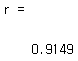 r =
0.9149